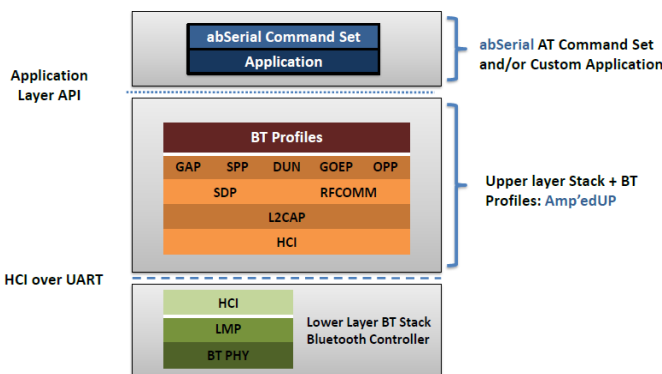 abSerial Command Set
Application
abSerial AT Command Set
and/or Custom Application
Application
Layer API
BT Profiles
GAP SPP DUN GOEP OPP
SDP RFCOMM
L2CAP
HCI
Upper layer Stack + BT
Profiles: Amp'edUP
HCI over UART
HCI
LMP
BT PHY
Lower Layer BT Stack
Bluetooth Controller